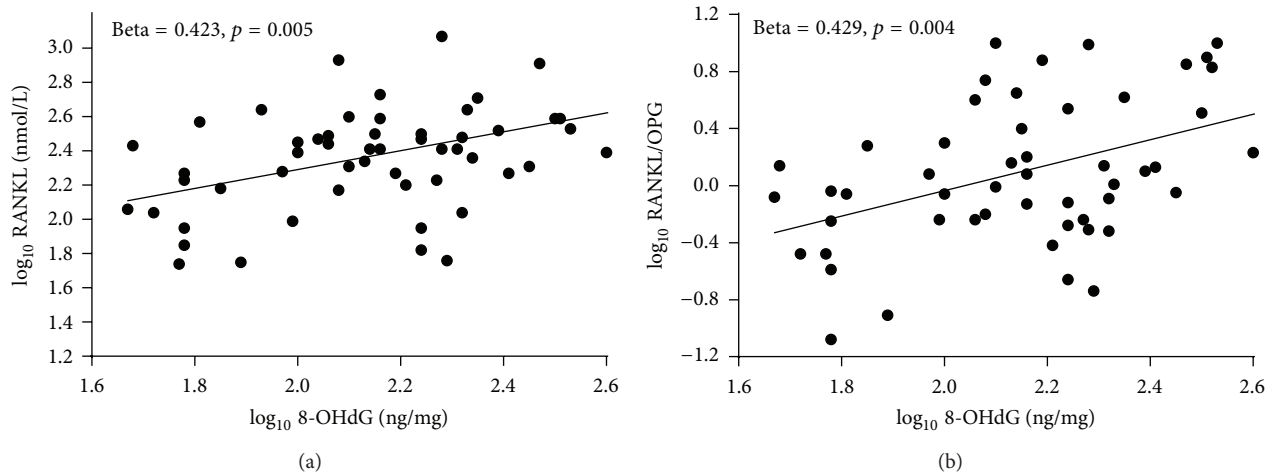 Beta = 0.423, p = 0.005
3.0
2.8
2.6
2.4
2.2
2.0
1.8
1.6
1.4
1.2
log₁₀ RANKL (nmol/L)
1.6 1.8 2.0 2.2 2.45 2.6
log₁₀ 8-OHdG (ng/mg)
(a)
Beta = 0.429, p = 0.004
1.2
0.8
0.4
0.0
−0.4
−0.8
−1.2
log₁₀ RANKL/OPG
1.6 1.8 2.0 2.2 2.4 2.6
log₁₀ 8-OHdG (ng/mg)
(b)